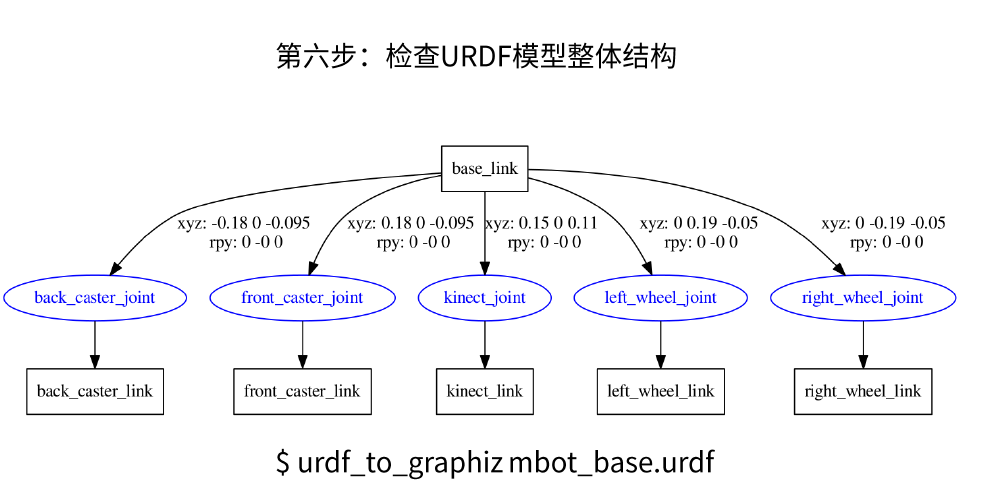 第六步：检查URDF模型整体结构
base_link
xyz: -0.18 0 -0.095
rpy: 0 -0 0
xyz: 0.18 0 -0.095
rpy: 0 -0 0
xyz: 0.15 0 0.11
rpy: 0 -0 0
xyz: 0 0.19 -0.05
rpy: 0 -0 0
xyz: 0 -0.19 -0.05
rpy: 0 -0 0
back_caster_joint
front_caster_joint
kinect_joint
left_wheel_joint
right_wheel_joint
back_caster_link
front_caster_link
kinect_link
left_wheel_link
right_wheel_link
$ urdf_to_graphiz mbot_base.urdf